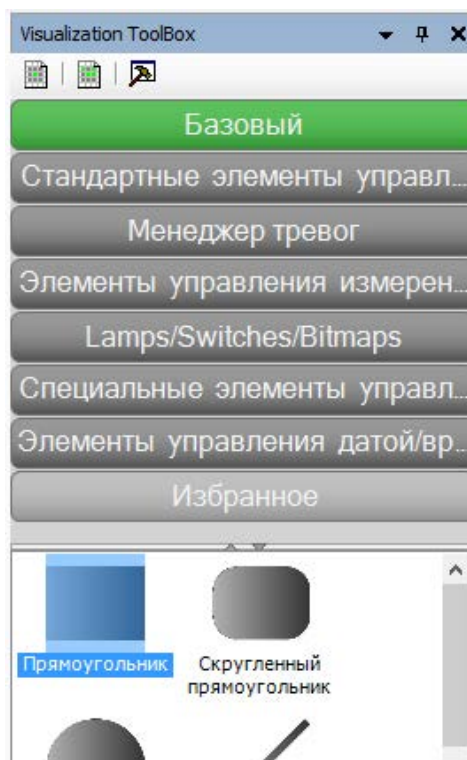 Visualization ToolBox
Базовый
Стандартные элементы управл...
Менеджер тревог
Элементы управления измерен...
Lamps/Switches/Bitmaps
Специальные элементы управл...
Элементы управления датой/вр...
Избранное
Прямоугольник
Скругленный
прямоугольник